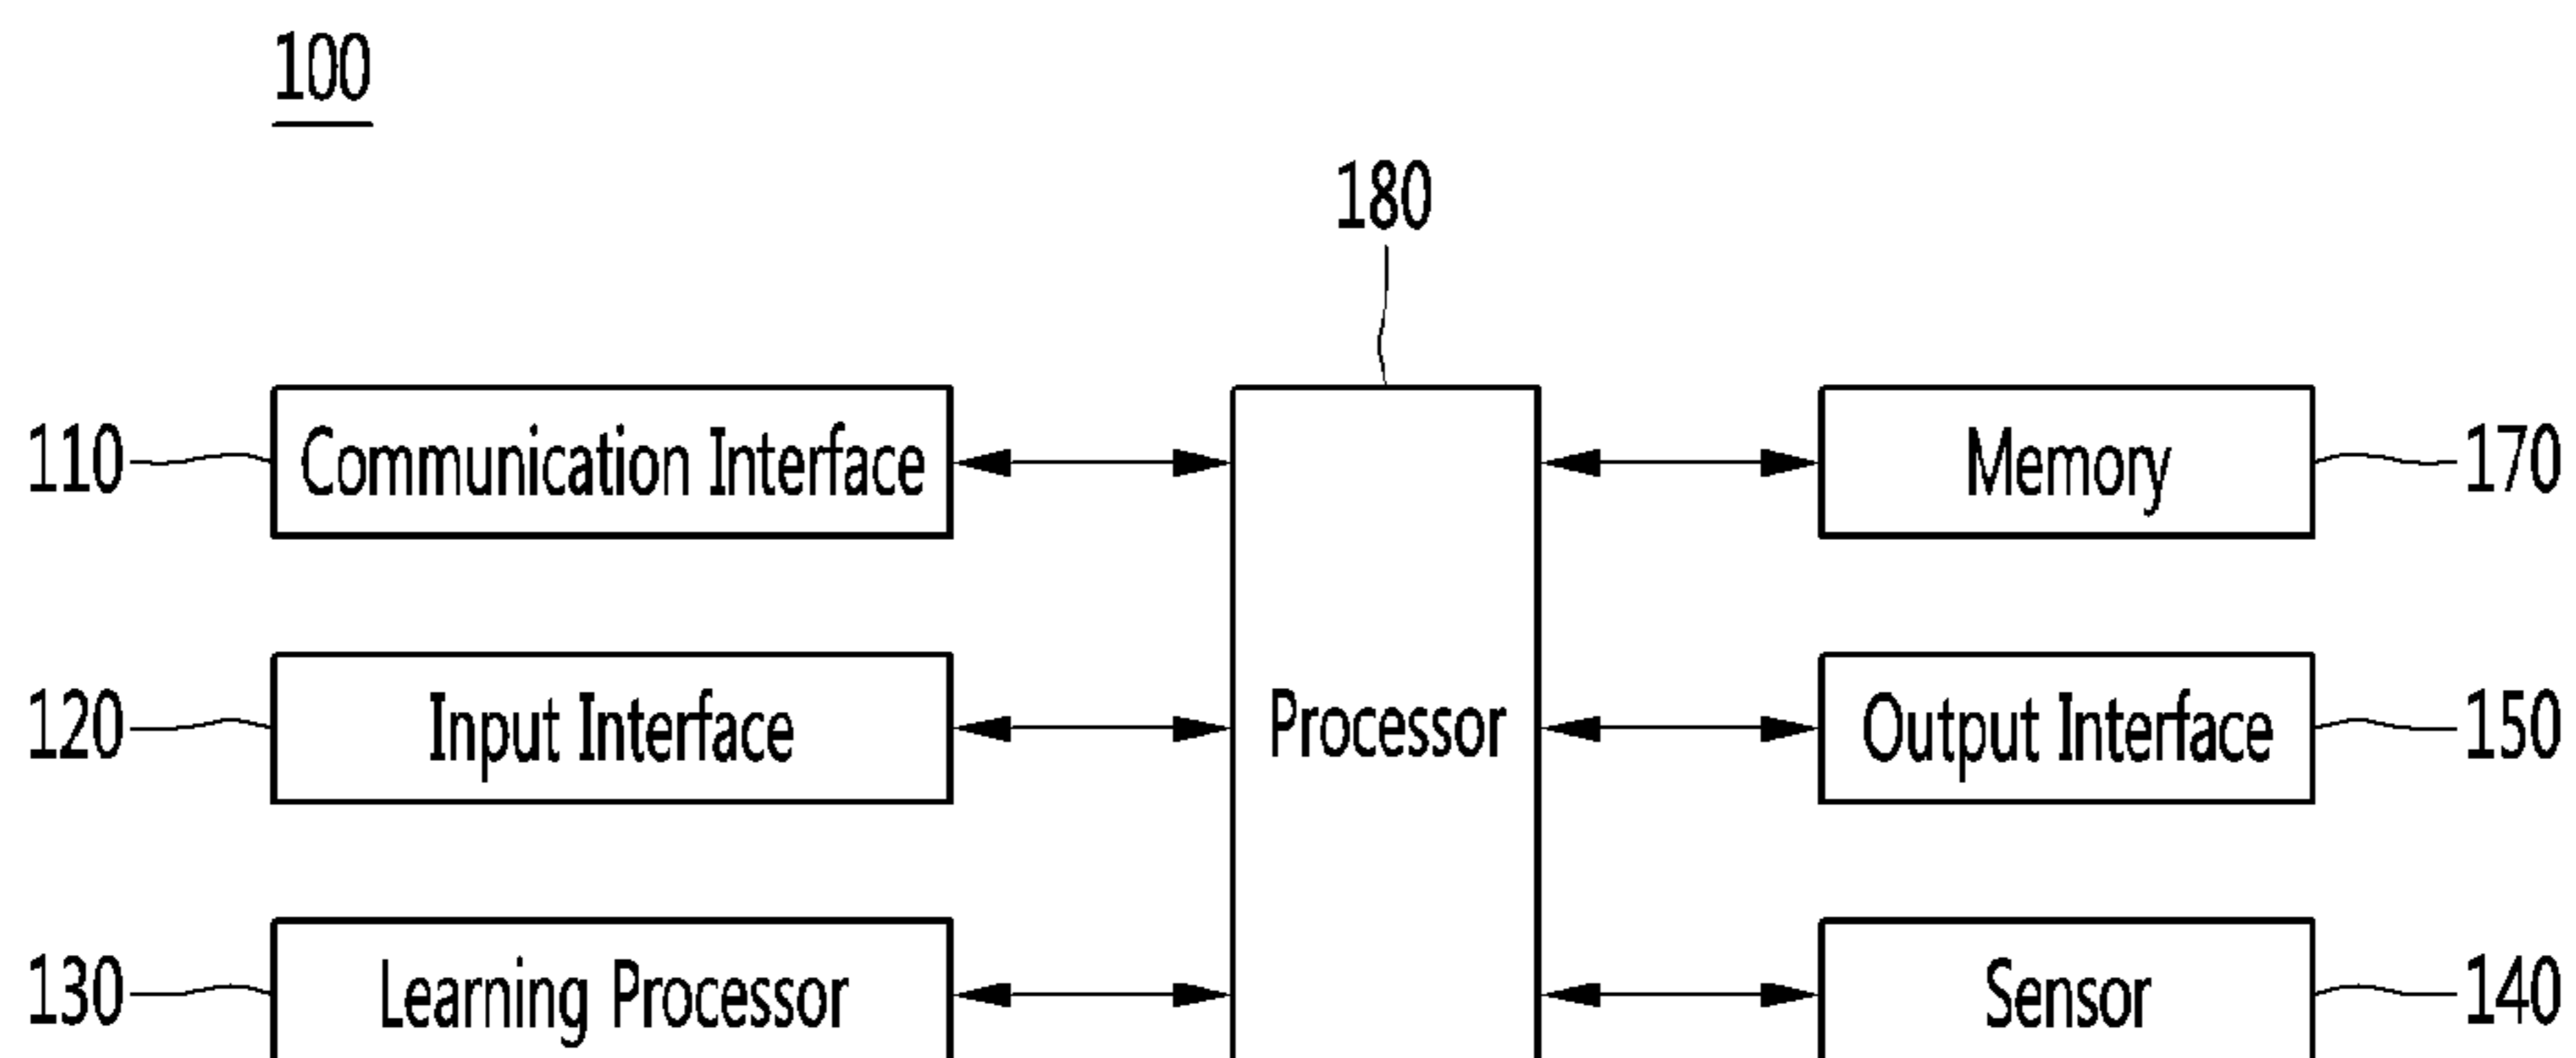 100
180
110 Communication Interface Memory 170
120 Input Interface Processor Output Interface 150
130 Learning Processor Sensor 140